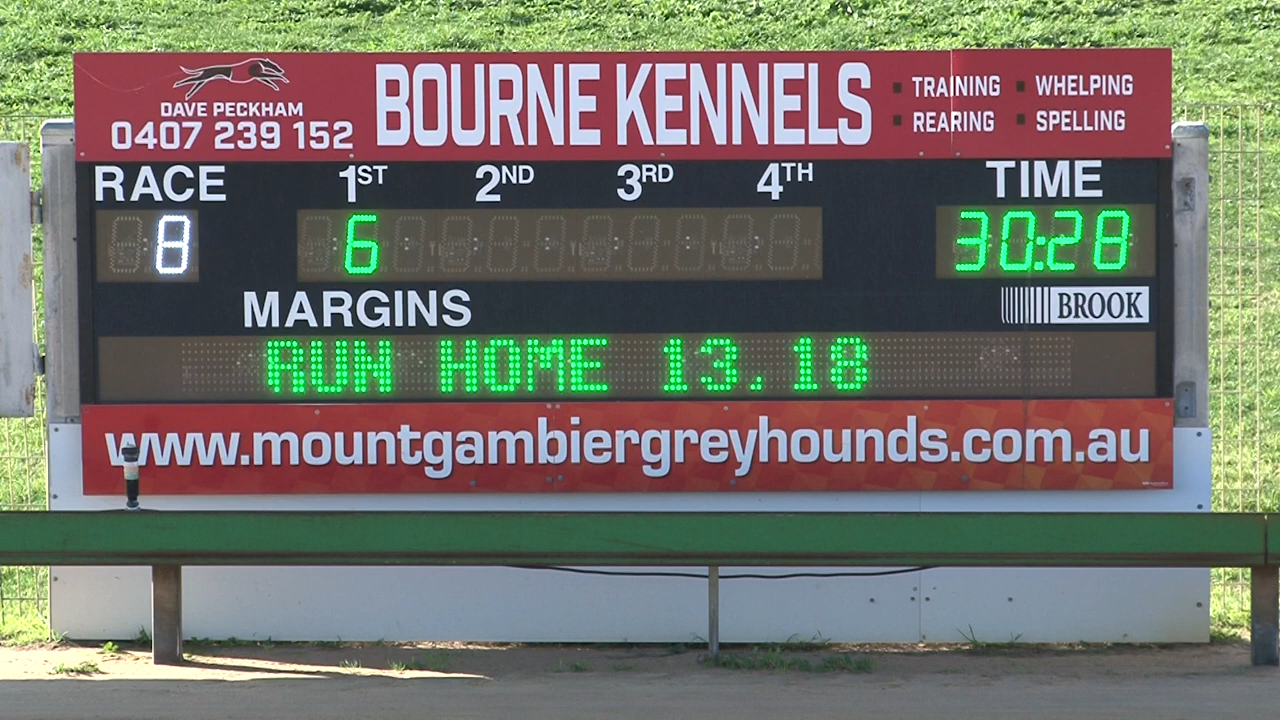 DAVE PECKHAM
0407 239 152
BOURNE KENNELS
TRAINING
WHELPING
REARING
SPELLING
RACE 1ST 2ND 3RD 4TH TIME
8 6 30:28
MARGINS
BROOK
RUN HOME 13.18
www.mountgambiergreyhounds.com.au